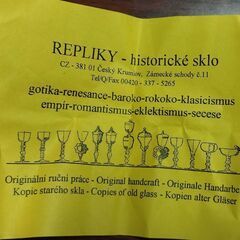 REPLIKY - historické sklo
CZ - 381 01 Český Krumlov, Zámecké schody č.11
Tel/Q/Fax 00420 - 337 - 5265
gotika-renesance-baroko-rokoko-klasicismus
empír-romantismus-eklektismus-secese
Originální ruční práce - Original handcraft - Originale Handarbe
Kopie starého skla - Copies of old glass - Kopien alter Gläser